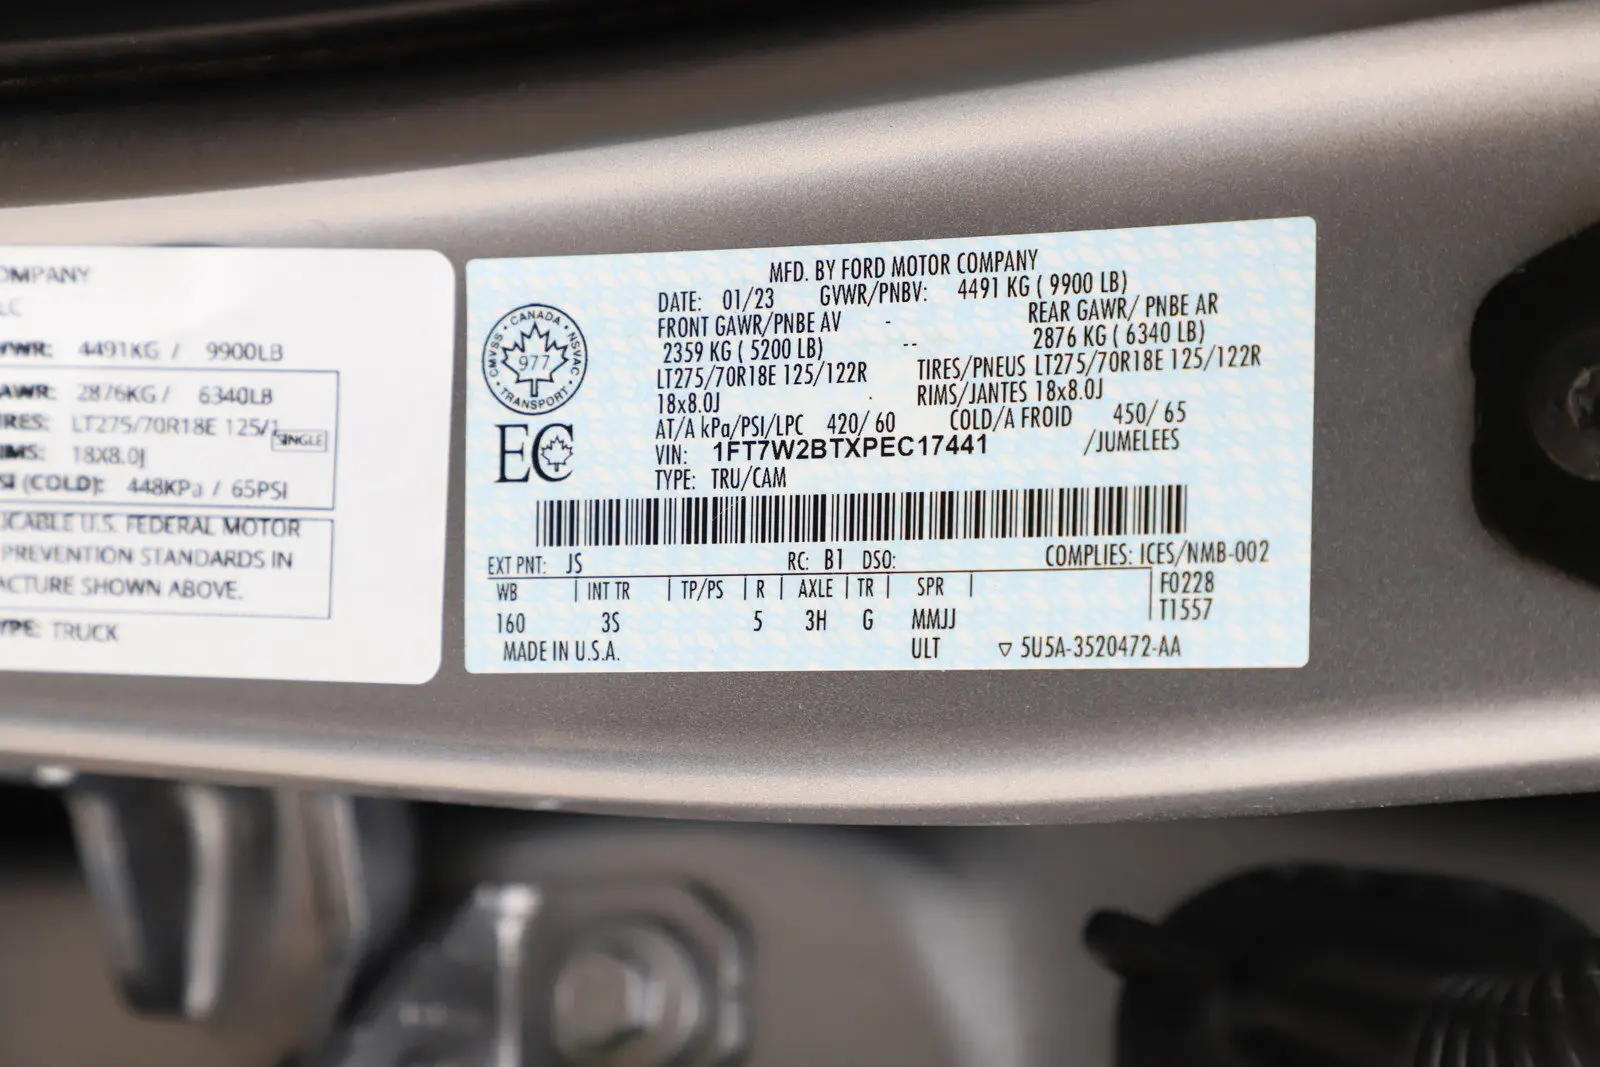 OMPANY
LC
WR: 4491KG / 9900LB
AWR: 2876KG / 6340LB
RES: LT275/70R18E 125/1
SINGLE
IMS: 18X8.0J
SI (COLD): 448KPa / 65PSI
ICABLE U.S. FEDERAL MOTOR
PREVENTION STANDARDS IN
ACTURE SHOWN ABOVE.
YPE: TRUCK
MFD. BY FORD MOTOR COMPANY
DATE: 01/23 GVWR/PNBV: 4491 KG ( 9900 LB)
FRONT GAWR/PNBE AV - REAR GAWR/ PNBE AR
2359 KG ( 5200 LB) -- 2876 KG ( 6340 LB)
LT275/70R18E 125/122R TIRES/PNEUS LT275/70R18E 125/122R
18x8.0J RIMS/JANTES 18x8.0J
AT/A kPa/PSI/LPC 420/ 60 COLD/A FROID 450/ 65
VIN: 1FT7W2BTXPEC17441 /JUMELEES
TYPE: TRU/CAM
CANADA
CMVSS NSVAC
977
TRANSPORT
EC
EXT PNT: JS RC: B1 DSO: COMPLIES: ICES/NMB-002
WB | INT TR | TP/PS | R | AXLE | TR | SPR | F0228
160 3S 5 3H G MMJJ T1557
MADE IN U.S.A. ULT ▽ 5U5A-3520472-AA